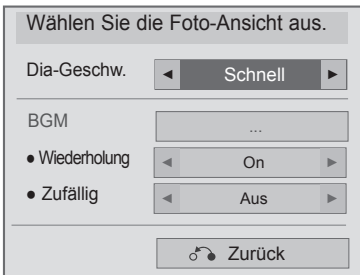 Wählen Sie die Foto-Ansicht aus.
Dia-Geschw. ◄ Schnell ►
BGM ...
• Wiederholung ◄ On ►
• Zufällig ◄ Aus ►
Zurück